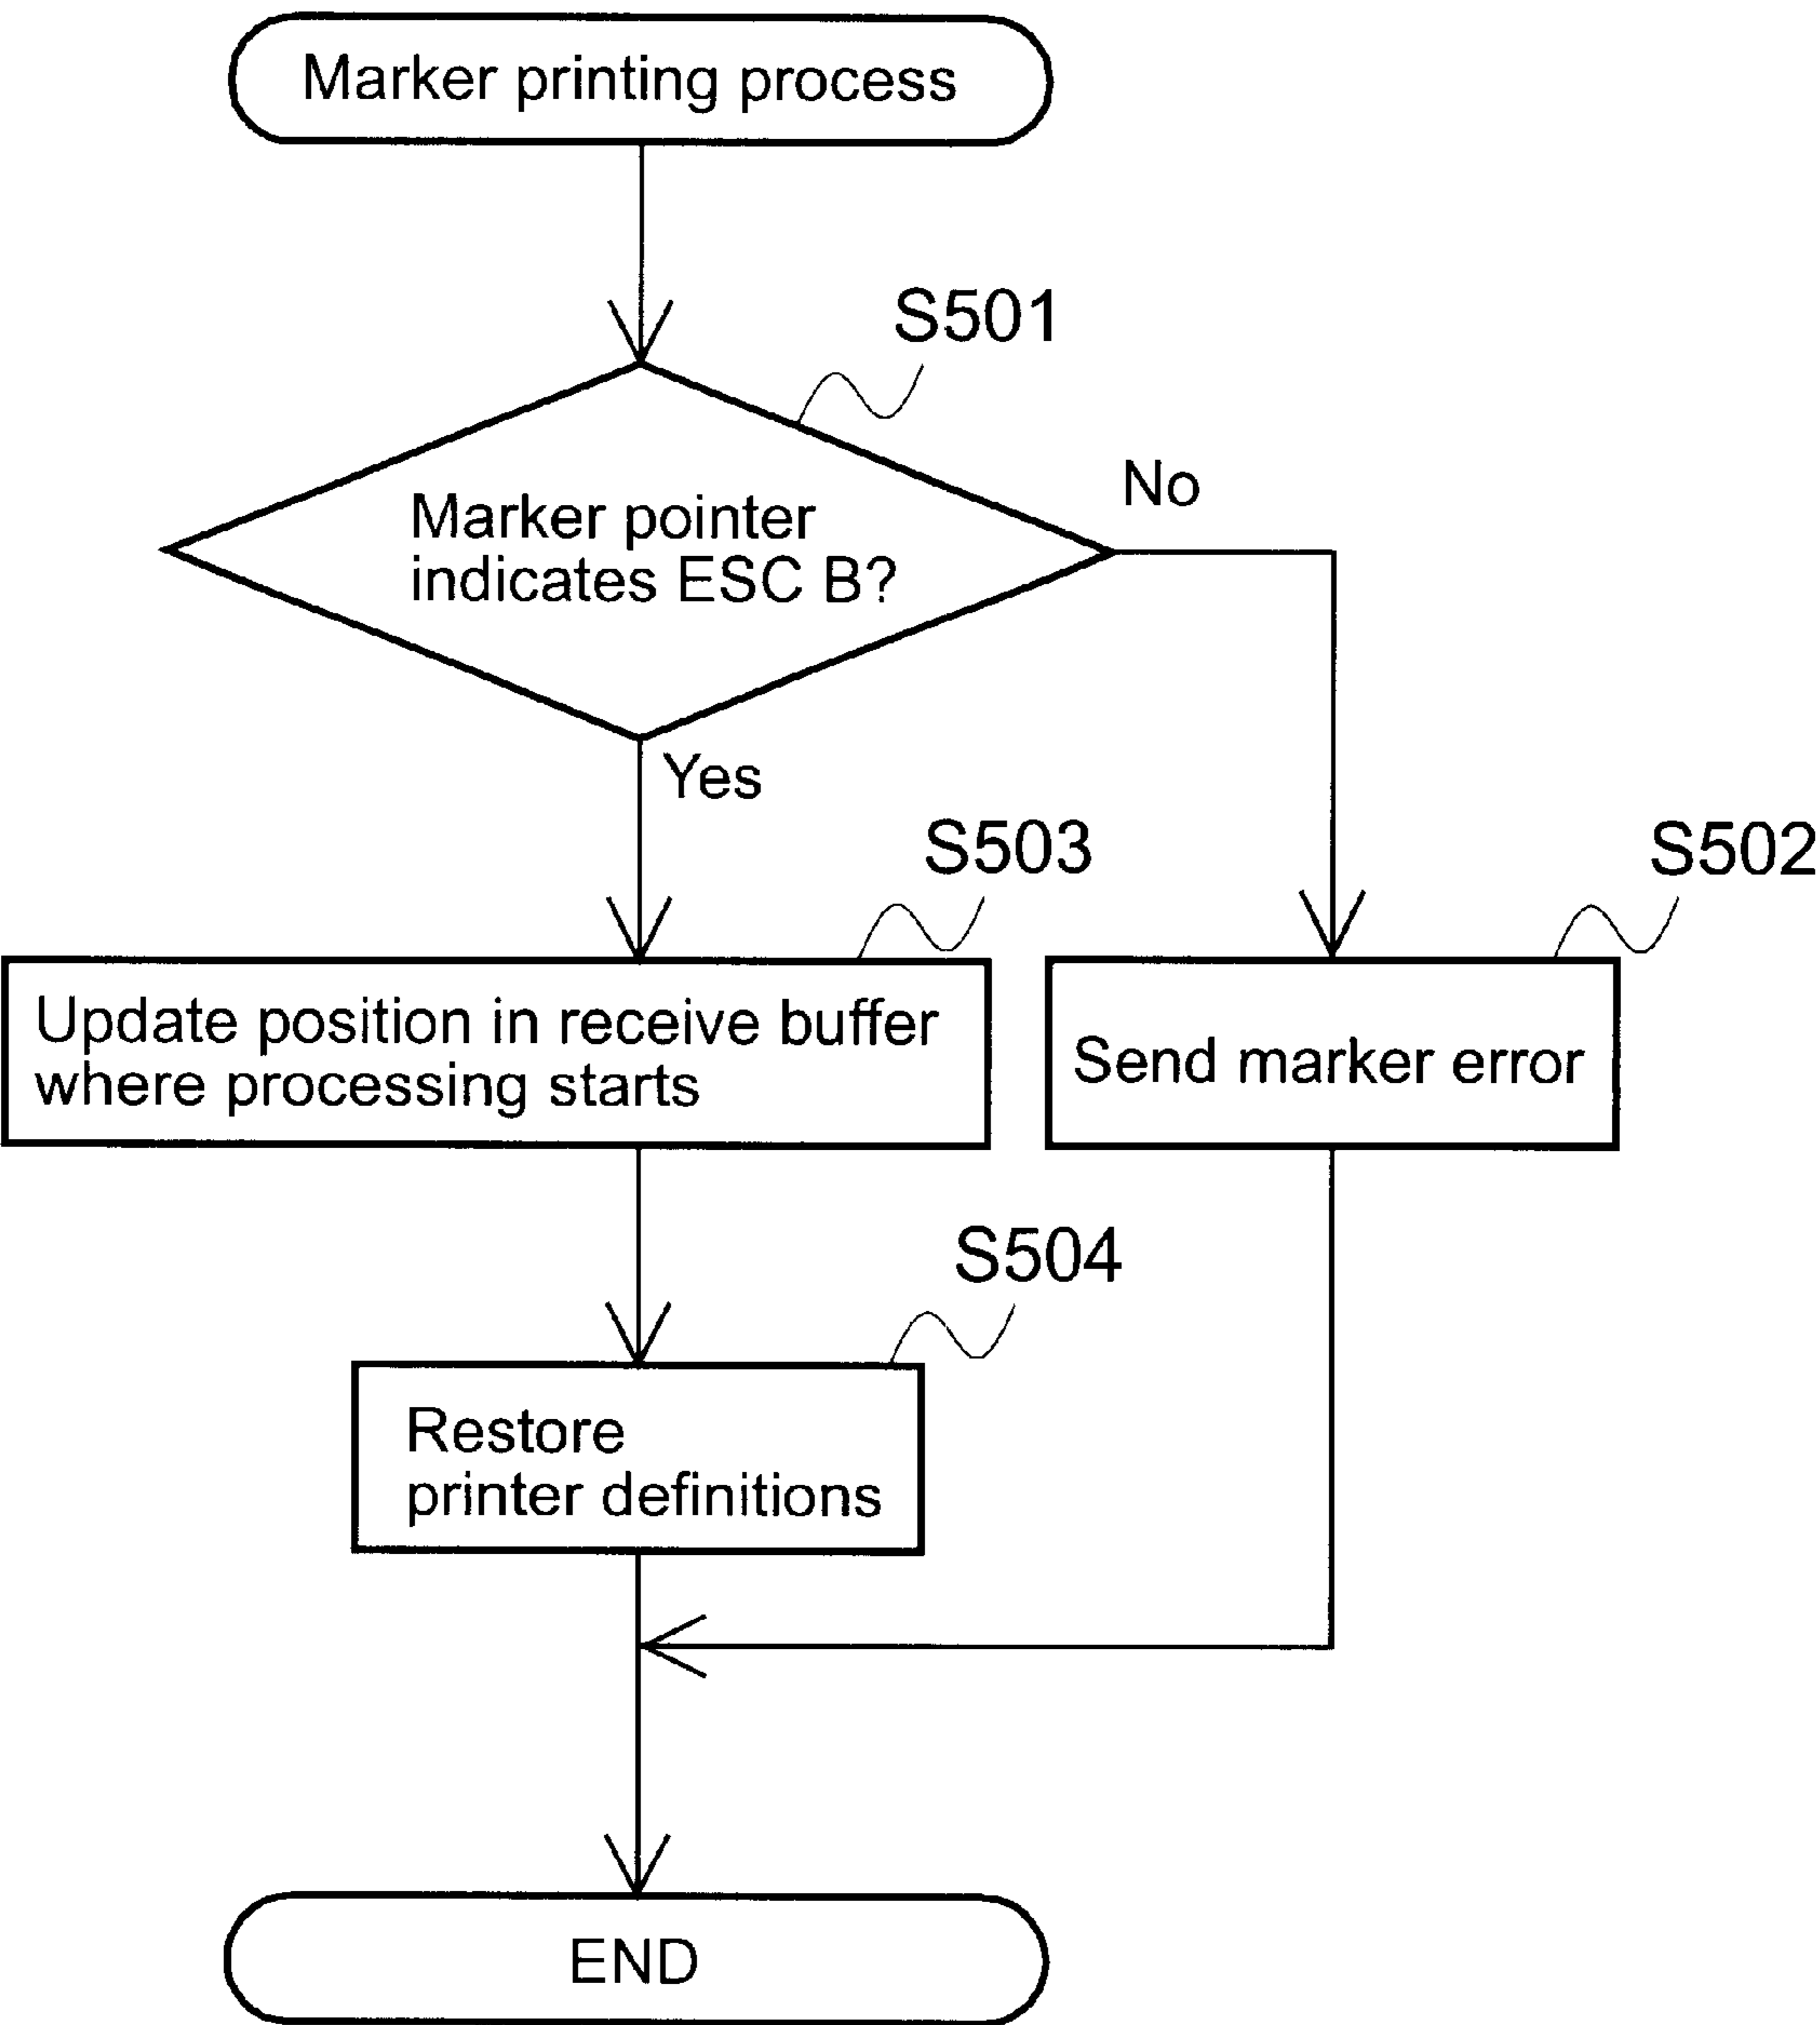 Marker printing process
S501
Marker pointer
indicates ESC B?
No
Yes
S503
S502
Update position in receive buffer
where processing starts
Send marker error
S504
Restore
printer definitions
END